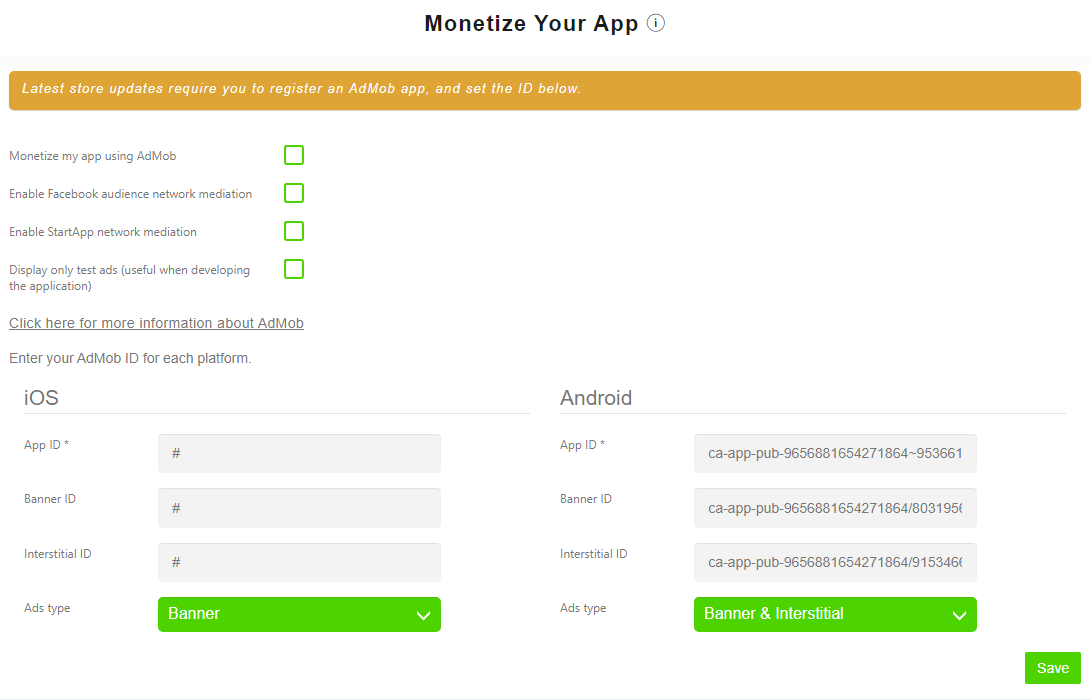 Monetize Your App
Latest store updates require you to register an AdMob app, and set the ID below.
Monetize my app using AdMob
Enable Facebook audience network mediation
Enable StartApp network mediation
Display only test ads (useful when developing
the application)
Click here for more information about AdMob
Enter your AdMob ID for each platform.
iOS
App ID *
#
Banner ID
#
Interstitial ID
#
Ads type
Banner
Android
App ID *
ca-app-pub-9656881654271864~953661
Banner ID
ca-app-pub-9656881654271864/8031956
Interstitial ID
ca-app-pub-9656881654271864/9153466
Ads type
Banner & Interstitial
Save